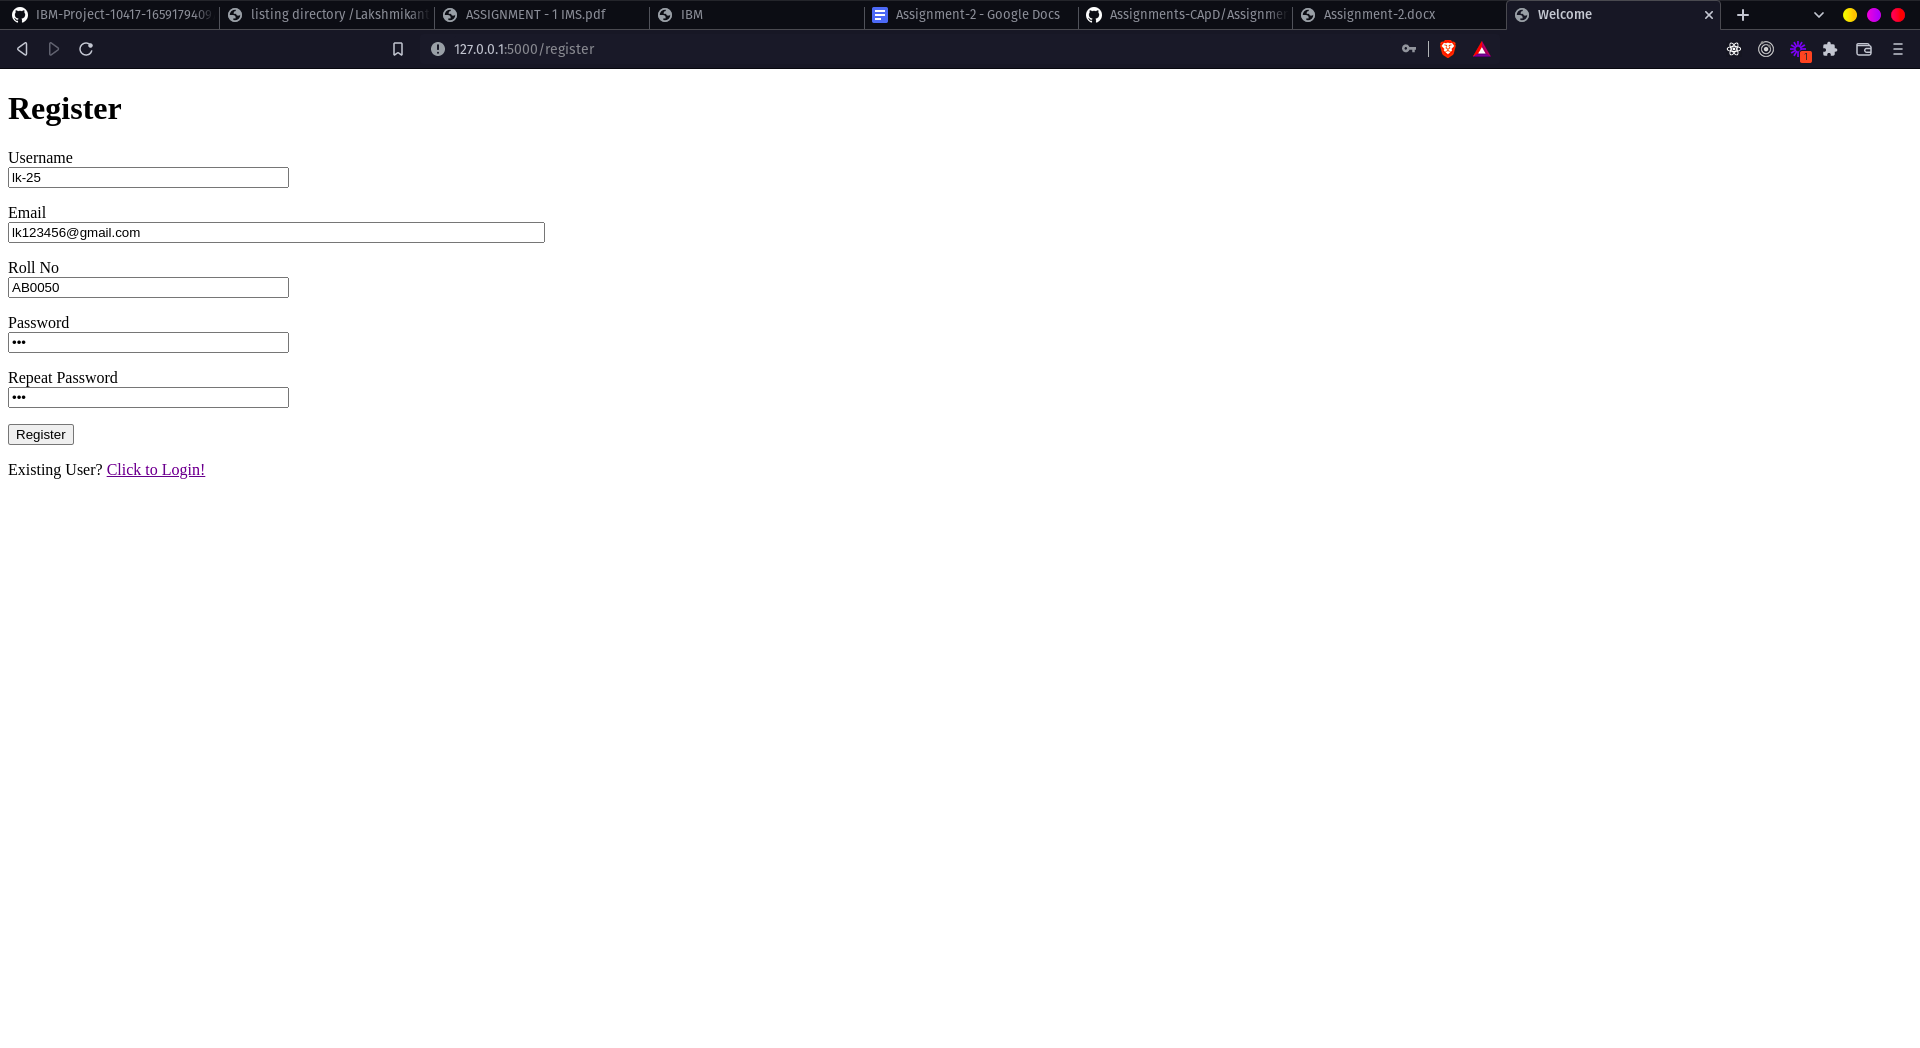 IBM-Project-10417-1659179409
listing directory /Lakshmikant
ASSIGNMENT - 1 IMS.pdf
IBM
Assignment-2 - Google Docs
Assignments-CApD/Assignme
Assignment-2.docx
Welcome
127.0.0.1:5000/register
1
Register
Username
lk-25
Email
lk123456@gmail.com
Roll No
AB0050
Password
•••
Repeat Password
•••
Register
Existing User? Click to Login!